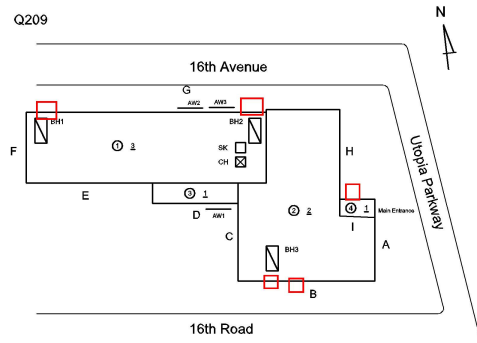 Q209
N
16th Avenue
G
AW2 AW3
BH1
BH2
F
1 3
SK
CH
H
Utopia Parkway
E
3 1
D
AW1
C
2 2
4 1
Main Entrance
I
A
BH3
B
16th Road